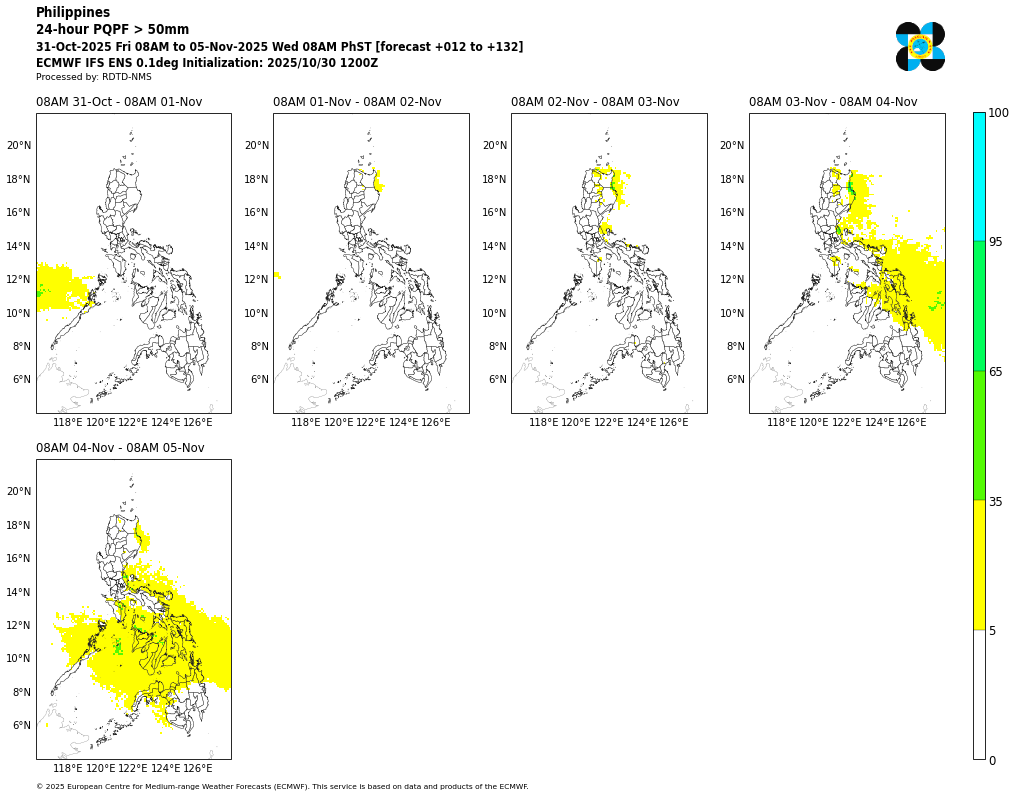 Philippines
24-hour PQPF > 50mm
31-Oct-2025 Fri 08AM to 05-Nov-2025 Wed 08AM PhST [forecast +012 to +132]
ECMWF IFS ENS 0.1deg Initialization: 2025/10/30 1200Z
Processed by: RDTD-NMS
08AM 31-Oct - 08AM 01-Nov
08AM 01-Nov - 08AM 02-Nov
08AM 02-Nov - 08AM 03-Nov
08AM 03-Nov - 08AM 04-Nov
20°N 20°N 20°N 20°N
18°N 18°N 18°N 18°N
16°N 16°N 16°N 16°N
14°N 14°N 14°N 14°N
12°N 12°N 12°N 12°N
10°N 10°N 10°N 10°N
8°N 8°N 8°N 8°N
6°N 6°N 6°N 6°N
118°E 120°E 122°E 124°E 126°E
118°E 120°E 122°E 124°E 126°E
118°E 120°E 122°E 124°E 126°E
118°E 120°E 122°E 124°E 126°E
08AM 04-Nov - 08AM 05-Nov
20°N
18°N
16°N
14°N
12°N
10°N
8°N
6°N
118°E 120°E 122°E 124°E 126°E
100
95
65
35
5
0
© 2025 European Centre for Medium-range Weather Forecasts (ECMWF). This service is based on data and products of the ECMWF.